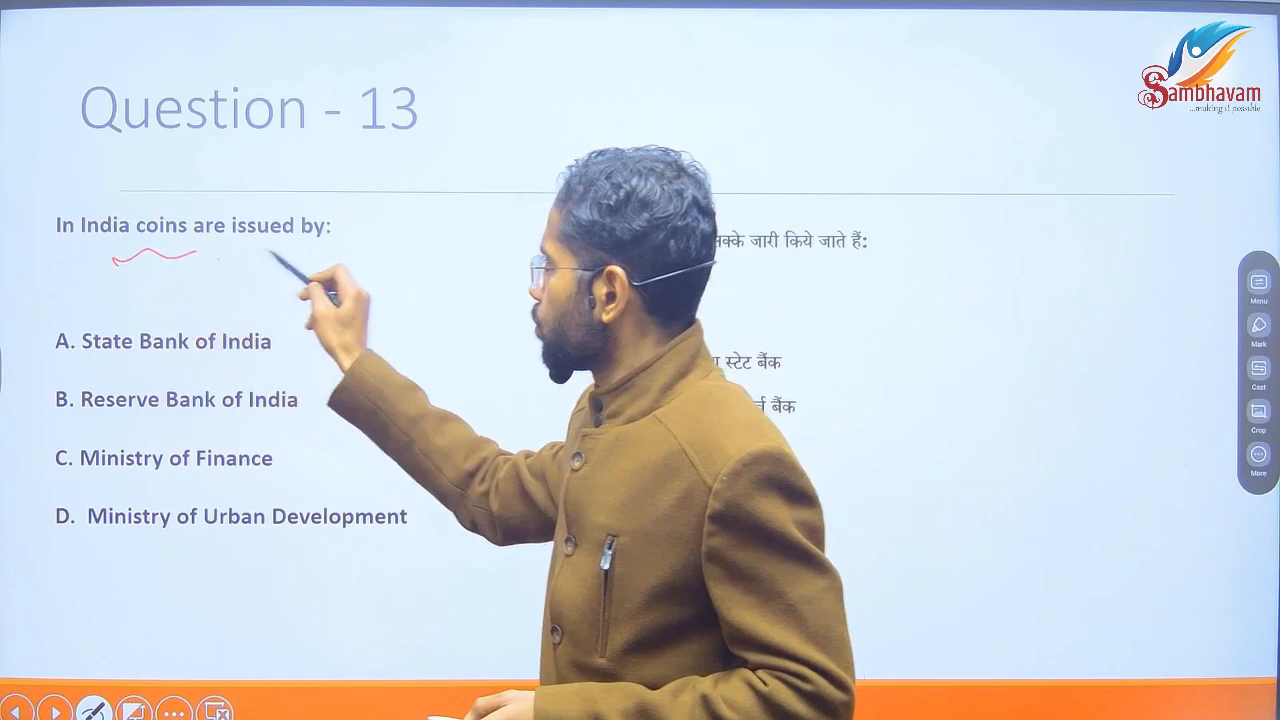 Question - 13
Sambhavam
...making it possible
In India coins are issued by:
जारी किये जाते हैं:
A. State Bank of India
स्टेट बैंक
B. Reserve Bank of India
बैंक
C. Ministry of Finance
D. Ministry of Urban Development
Menu
Mark
Cast
Crop
More